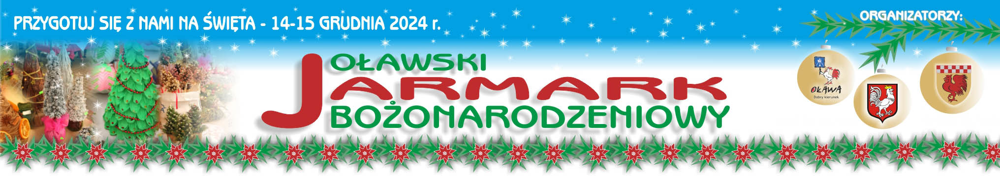 PRZYGOTUJ SIĘ Z NAMI NA ŚWIĘTA - 14-15 GRUDNIA 2024 r.
ORGANIZATORZY:
OŁAWSKI
JARMARK
BOŻONARODZENIOWY
OŁAWA
Dobry kierunek